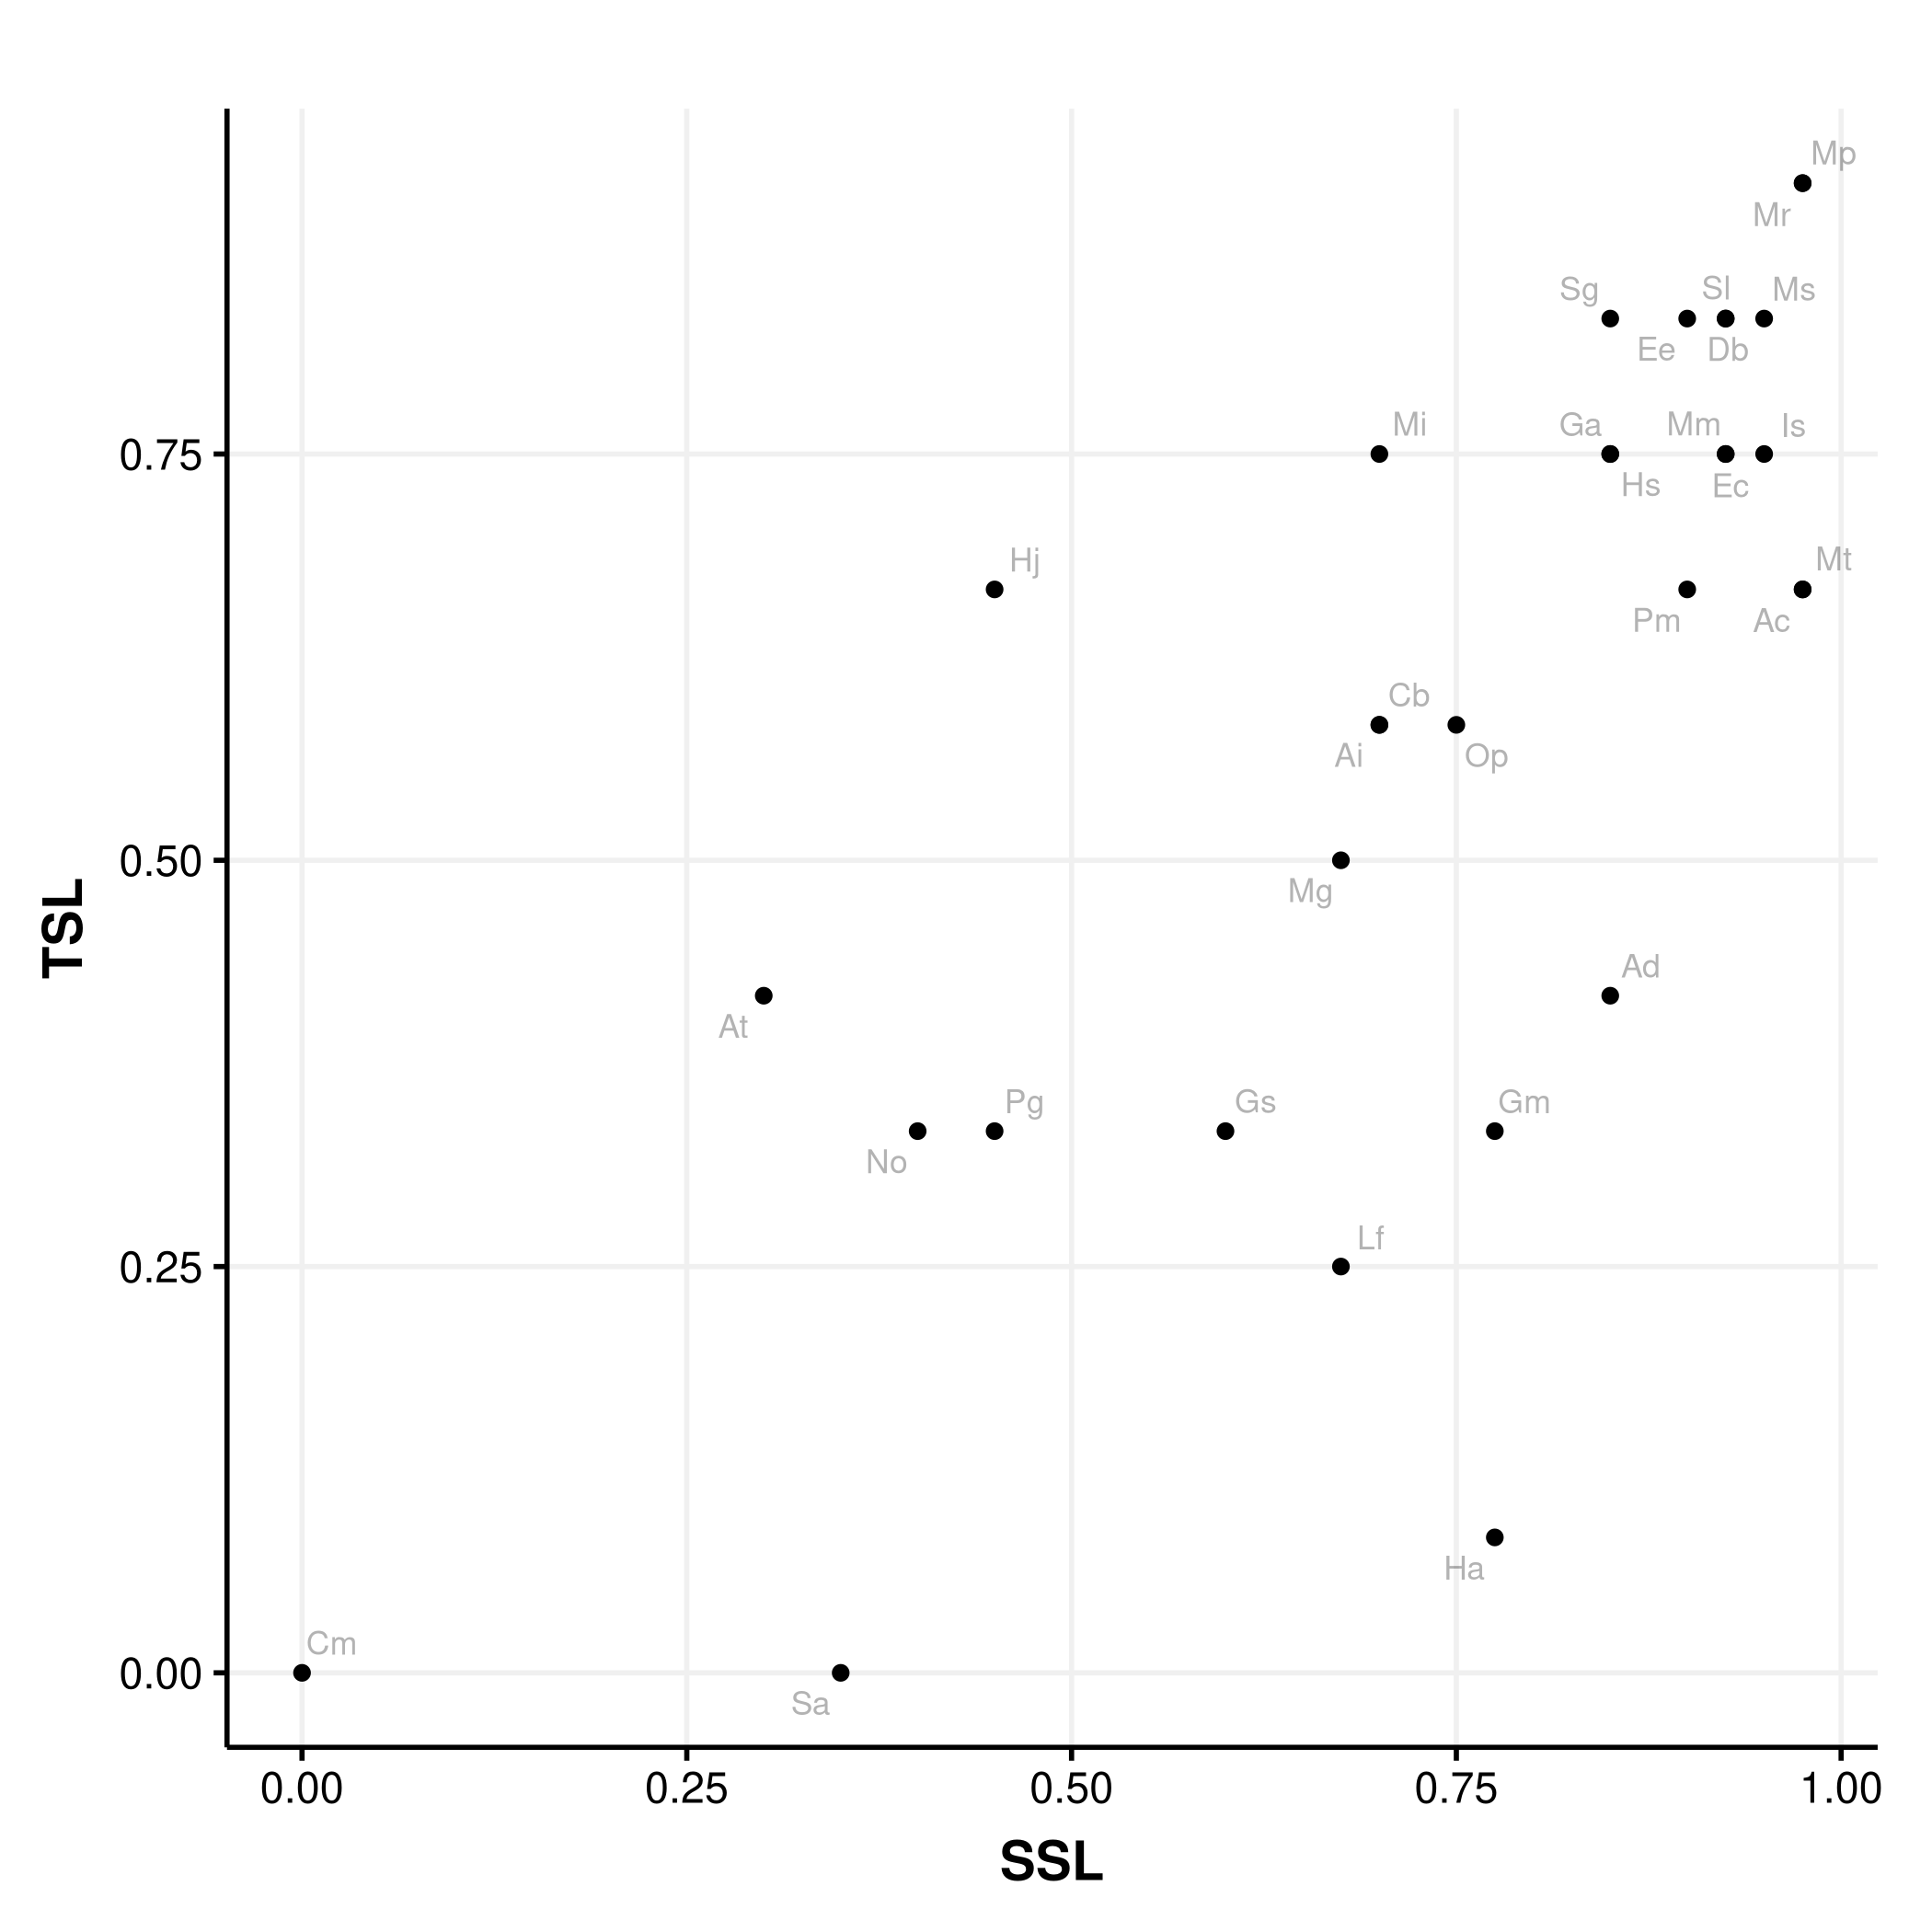 Mp
Mr
Sg
Sl
Ms
Ee
Db
Mi
Ga
Mm
Is
0.75
Hs
Ec
Hj
Mt
Pm
Ac
Cb
Ai
Op
0.50
Mg
TSL
Ad
At
Pg
Gs
Gm
No
Lf
0.25
Ha
Cm
0.00
Sa
0.00 0.25 0.50 0.75 1.00
SSL